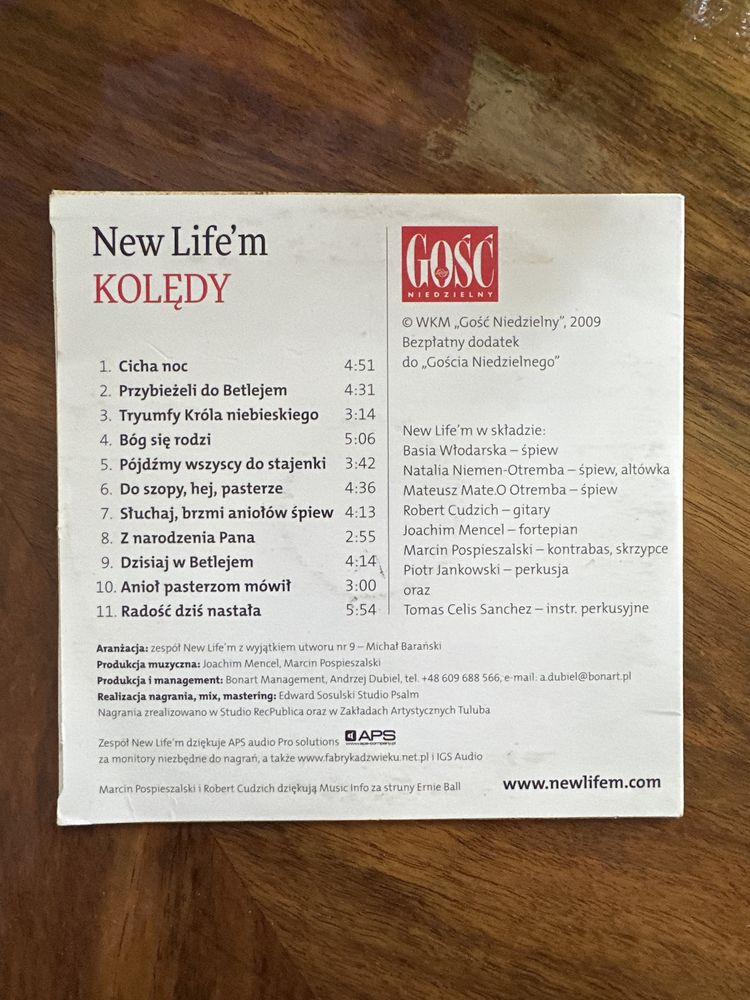 New Life'm
KOLĘDY
1. Cicha noc 4:51
2. Przybieżeli do Betlejem 4:31
3. Tryumfy Króla niebieskiego 3:14
4. Bóg się rodzi 5:06
5. Pójdźmy wszyscy do stajenki 3:42
6. Do szopy, hej, pasterze 4:36
7. Słuchaj, brzmi aniołów śpiew 4:13
8. Z narodzenia Pana 2:55
9. Dzisiaj w Betlejem 4:14
10. Anioł pasterzom mówił 3:00
11. Radość dziś nastała 5:54
GOŚĆ
NIEDZIELNY
© WKM „Gość Niedzielny", 2009
Bezpłatny dodatek
do „Gościa Niedzielnego"
New Life'm w składzie:
Basia Włodarska – śpiew
Natalia Niemen-Otremba – śpiew, altówka
Mateusz Mate.O Otremba – śpiew
Robert Cudzich – gitary
Joachim Mencel – fortepian
Marcin Pospieszalski – kontrabas, skrzypce
Piotr Jankowski – perkusja
oraz
Tomas Celis Sanchez – instr. perkusyjne
Aranżacja: zespół New Life'm z wyjątkiem utworu nr 9 – Michał Barański
Produkcja muzyczna: Joachim Mencel, Marcin Pospieszalski
Produkcja i management: Bonart Management, Andrzej Dubiel, tel. +48 609 688 566, e-mail: a.dubiel@bonart.pl
Realizacja nagrania, mix, mastering: Edward Sosulski Studio Psalm
Nagrania zrealizowano w Studio RecPublica oraz w Zakładach Artystycznych Tuluba
Zespół New Life'm dziękuje APS audio Pro solutions APS
www.aps-company.pl
za monitory niezbędne do nagrań, a także www.fabrykadzwieku.net.pl i IGS Audio
Marcin Pospieszalski i Robert Cudzich dziękują Music Info za struny Ernie Ball
www.newlifem.com